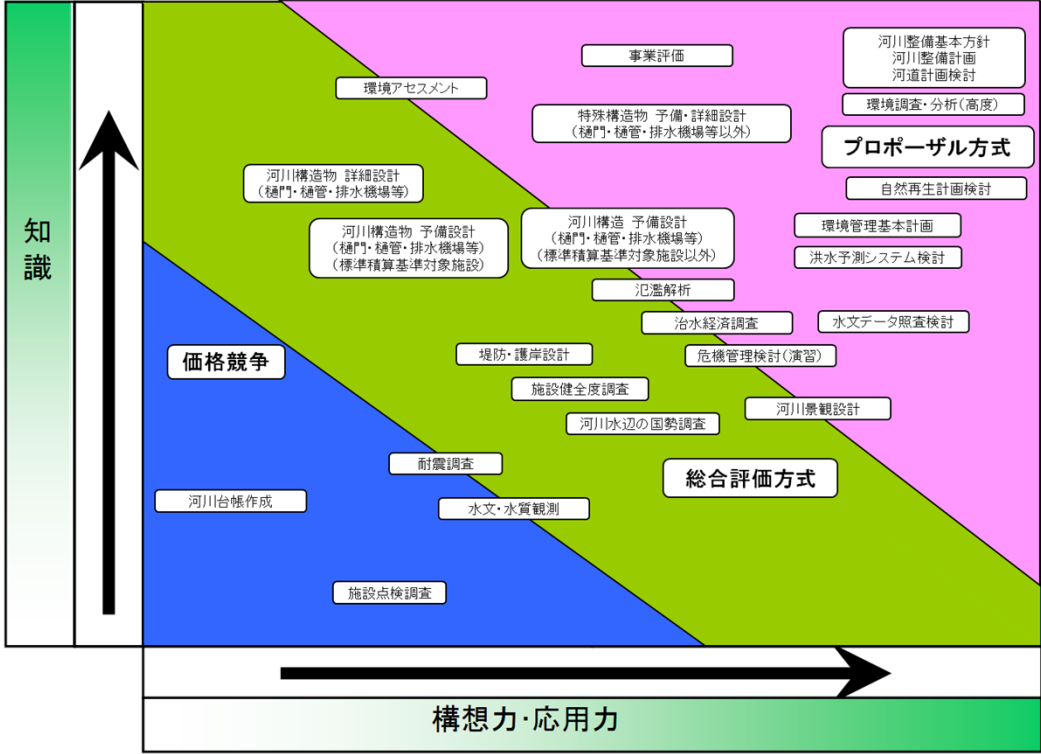 知
識
事業評価
河川整備基本方針
河川整備計画
河道計画検討
環境アセスメント
環境調査・分析(高度)
特殊構造物 予備・詳細設計
(樋門・樋管・排水機場等以外)
プロポーザル方式
河川構造物 詳細設計
(樋門・樋管・排水機場等)
自然再生計画検討
河川構造物 予備設計
(樋門・樋管・排水機場等)
(標準積算基準対象施設)
河川構造 予備設計
(樋門・樋管・排水機場等)
(標準積算基準対象施設以外)
環境管理基本計画
洪水予測システム検討
氾濫解析
治水経済調査
水文データ照査検討
価格競争
堤防・護岸設計
危機管理検討(演習)
施設健全度調査
河川景観設計
河川水辺の国勢調査
耐震調査
総合評価方式
河川台帳作成
水文・水質観測
施設点検調査
構想力・応用力